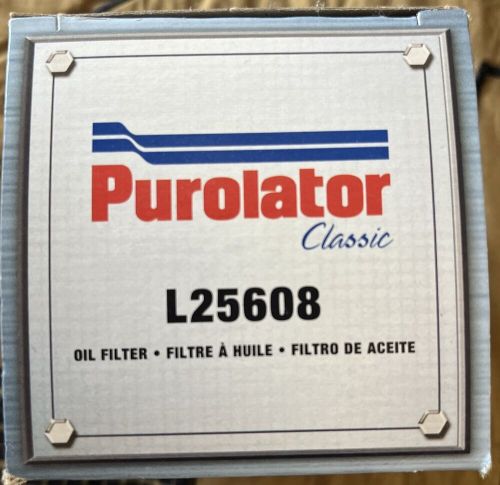 Purolator
Classic
L25608
OIL FILTER • FILTRE À HUILE • FILTRO DE ACEITE